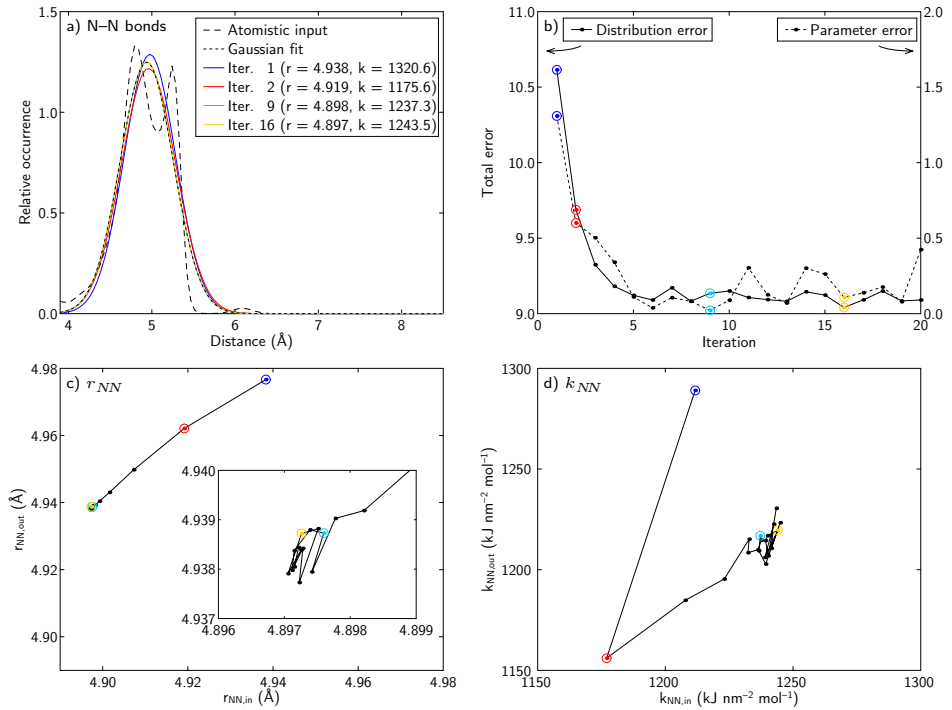 a) N–N bonds
Atomistic input
Gaussian fit
Iter. 1 (r = 4.938, k = 1320.6)
Iter. 2 (r = 4.919, k = 1175.6)
Iter. 9 (r = 4.898, k = 1237.3)
Iter. 16 (r = 4.897, k = 1243.5)
Relative occurrence
1.5
1.0
0.5
0.0
4 5 6 7 8
Distance (Å)
b)
Distribution error
Parameter error
Total error
11.0
10.5
10.0
9.5
9.0
2.0
1.5
1.0
0.5
0.0
0 5 10 15 20
Iteration
c) r_NN
r_NN,out (Å)
4.98
4.96
4.94
4.92
4.90
4.90 4.92 4.94 4.96 4.98
r_NN,in (Å)
4.940
4.939
4.938
4.937
4.896 4.897 4.898 4.899
d) k_NN
k_NN,out (kJ nm⁻² mol⁻¹)
1300
1250
1200
1150
1150 1200 1250 1300
k_NN,in (kJ nm⁻² mol⁻¹)